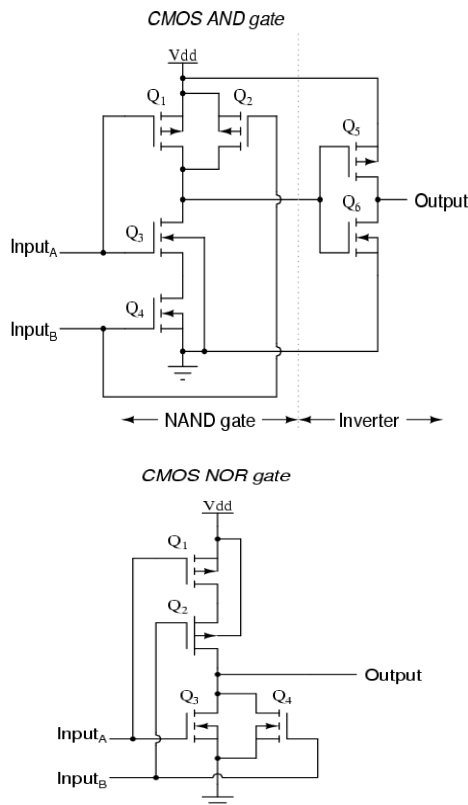 CMOS AND gate
Vdd
Q1 Q2
Q5
Output
Q3 Q6
InputA
Q4
InputB
NAND gate Inverter
CMOS NOR gate
Vdd
Q1
Q2
Output
Q3 Q4
InputA
InputB